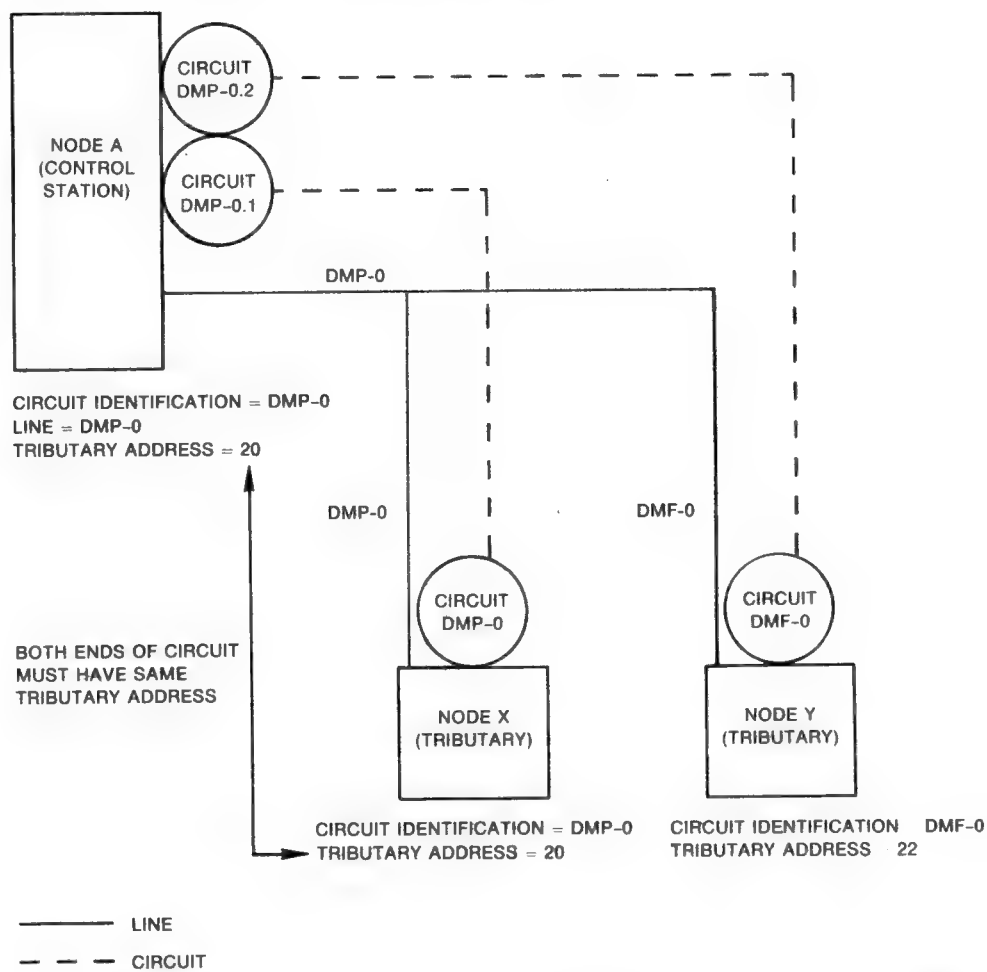 CIRCUIT
DMP-0.2
NODE A
(CONTROL
STATION)
CIRCUIT
DMP-0.1
DMP-0
CIRCUIT IDENTIFICATION = DMP-0
LINE = DMP-0
TRIBUTARY ADDRESS = 20
DMP-0
DMF-0
CIRCUIT
DMP-0
CIRCUIT
DMF-0
BOTH ENDS OF CIRCUIT
MUST HAVE SAME
TRIBUTARY ADDRESS
NODE X
(TRIBUTARY)
NODE Y
(TRIBUTARY)
CIRCUIT IDENTIFICATION = DMP-0
TRIBUTARY ADDRESS = 20
CIRCUIT IDENTIFICATION DMF-0
TRIBUTARY ADDRESS 22
LINE
CIRCUIT